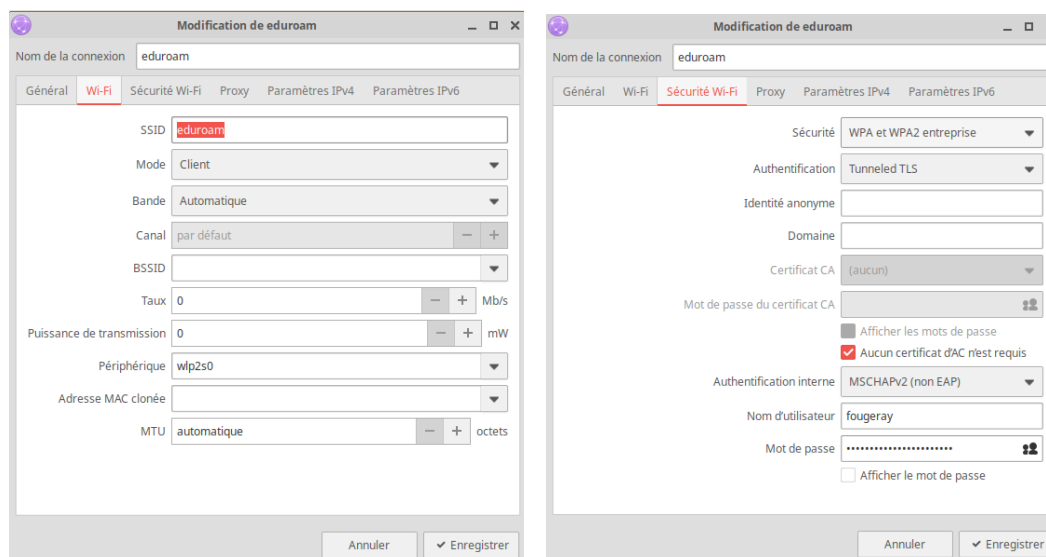 Modification de eduroam
Nom de la connexion eduroam
Général Wi-Fi Sécurité Wi-Fi Proxy Paramètres IPv4 Paramètres IPv6
SSID eduroam
Mode Client
Bande Automatique
Canal par défaut
BSSID
Taux 0 Mb/s
Puissance de transmission 0 mW
Périphérique wlp2s0
Adresse MAC clonée
MTU automatique octets
Annuler Enregistrer
Modification de eduroam
Nom de la connexion eduroam
Général Wi-Fi Sécurité Wi-Fi Proxy Paramètres IPv4 Paramètres IPv6
Sécurité WPA et WPA2 entreprise
Authentification Tunneled TLS
Identité anonyme
Domaine
Certificat CA (aucun)
Mot de passe du certificat CA
Afficher les mots de passe
Aucun certificat d'AC n'est requis
Authentification interne MSCHAPv2 (non EAP)
Nom d'utilisateur fougeray
Mot de passe ••••••••••••••••••••••
Afficher le mot de passe
Annuler Enregistrer